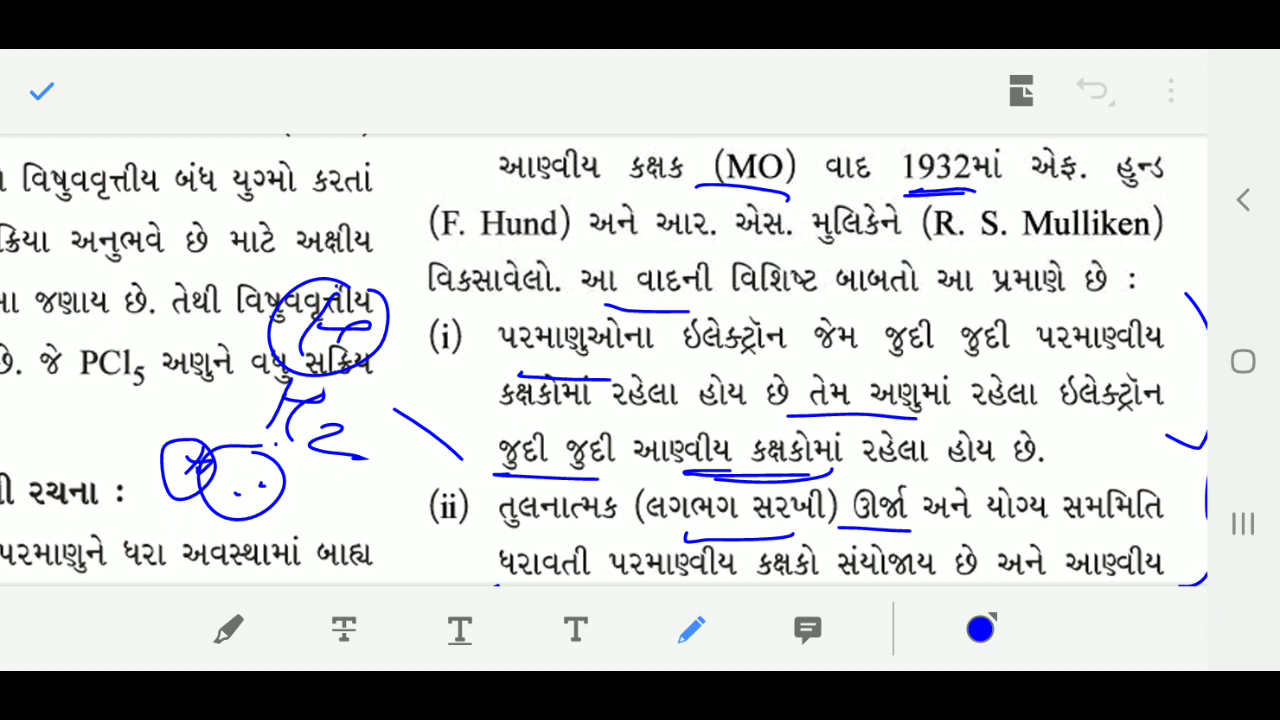 વિષુવવૃત્તીય બંધ યુગ્મો કરતાં
અનુભવે છે માટે અક્ષીય
જણાય છે. તેથી વિષુવવૃત્તીય
છે. જે PCl₅ અણુને વધુ સક્રિય
રચના :
પરમાણુને ધરા અવસ્થામાં બાહ્ય
આણ્વીય કક્ષક (MO) વાદ 1932માં એફ. હુન્ડ
(F. Hund) અને આર. એસ. મુલિકેને (R. S. Mulliken)
વિકસાવેલો. આ વાદની વિશિષ્ટ બાબતો આ પ્રમાણે છે :
(i) પરમાણુઓના ઇલેક્ટ્રૉન જેમ જુદી જુદી પરમાણ્વીય
કક્ષકોમાં રહેલા હોય છે તેમ અણુમાં રહેલા ઇલેક્ટ્રૉન
જુદી જુદી આણ્વીય કક્ષકોમાં રહેલા હોય છે.
(ii) તુલનાત્મક (લગભગ સરખી) ઊર્જા અને યોગ્ય સમમિતિ
ધરાવતી પરમાણ્વીય કક્ષકો સંયોજાય છે અને આણ્વીય